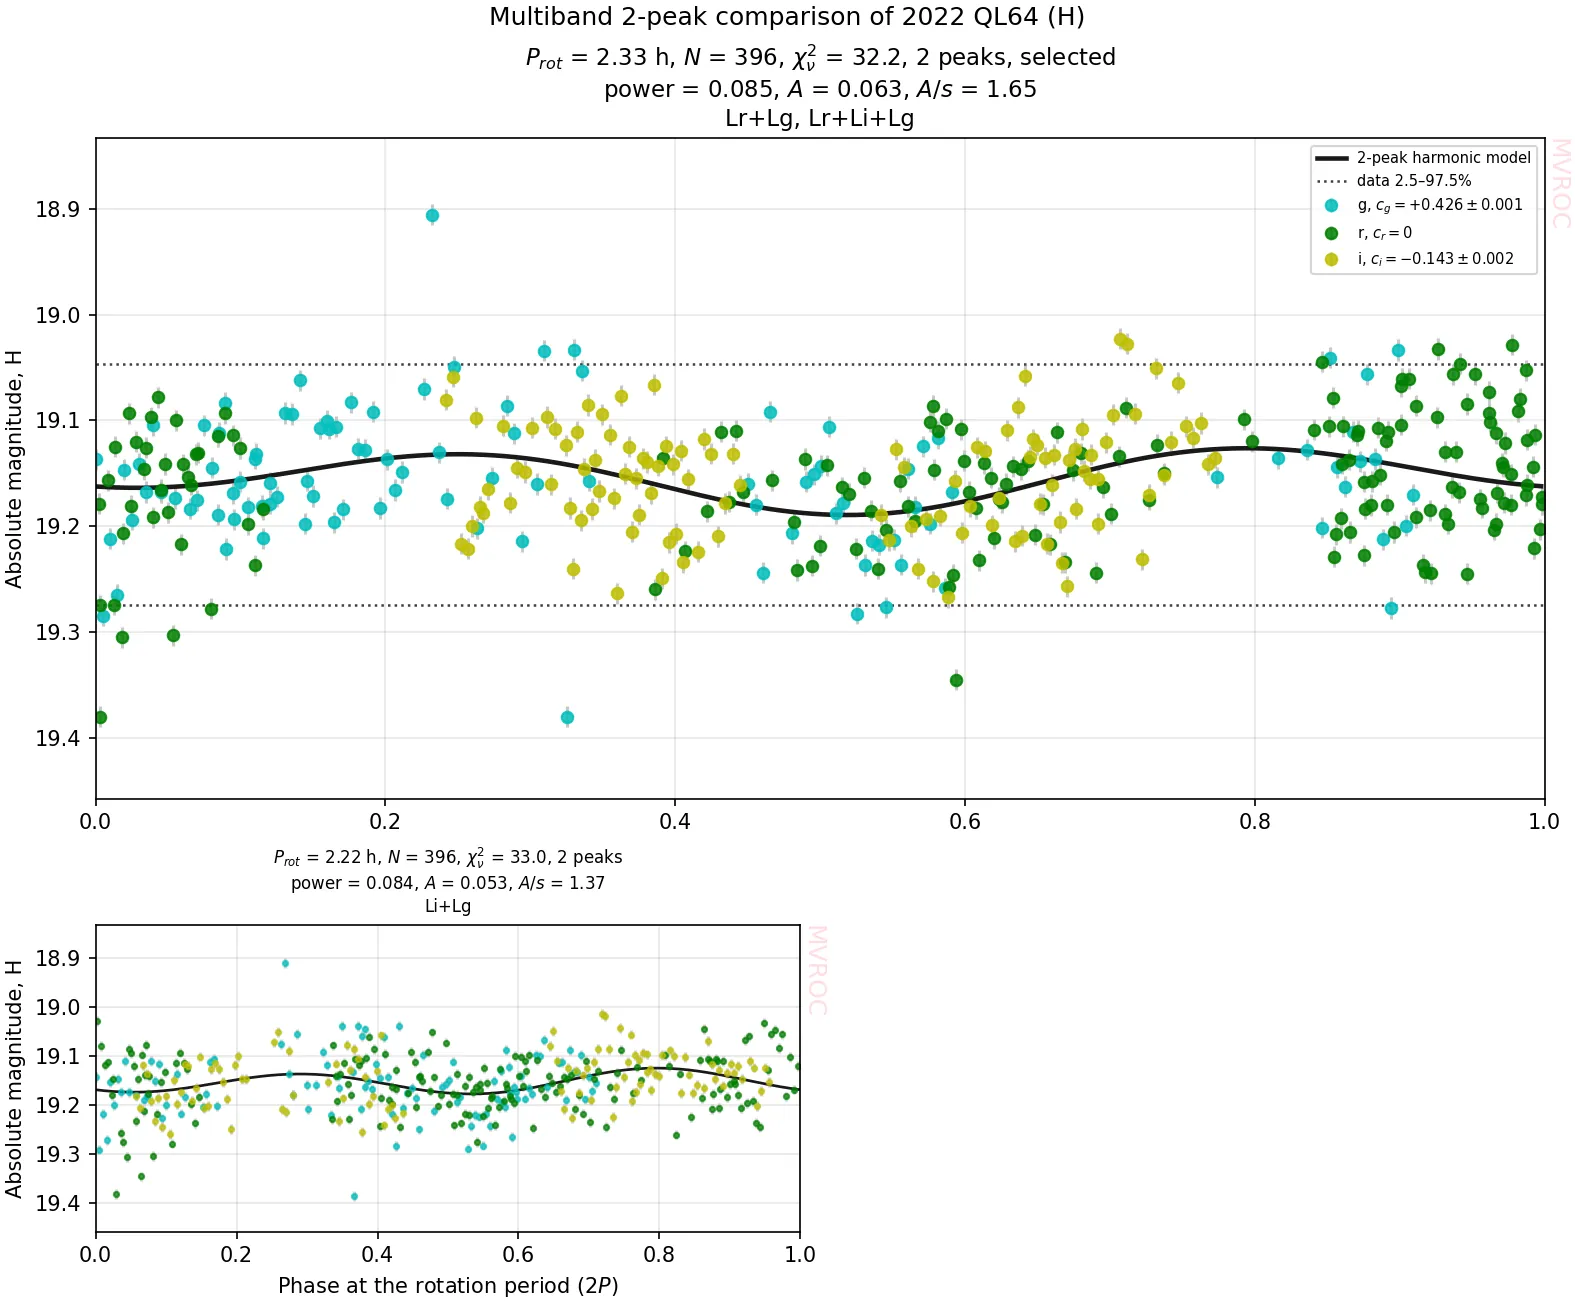 Multiband 2-peak comparison of 2022 QL64 (H)
P_rot = 2.33 h, N = 396, χ²_ν = 32.2, 2 peaks, selected
power = 0.085, A = 0.063, A/s = 1.65
Lr+Lg, Lr+Li+Lg
MVROC
2-peak harmonic model
data 2.5–97.5%
g, c_g = +0.426 ± 0.001
r, c_r = 0
i, c_i = −0.143 ± 0.002
Absolute magnitude, H
18.9
19.0
19.1
19.2
19.3
19.4
0.0 0.2 0.4 0.6 0.8 1.0
P_rot = 2.22 h, N = 396, χ²_ν = 33.0, 2 peaks
power = 0.084, A = 0.053, A/s = 1.37
Li+Lg
MVROC
Absolute magnitude, H
18.9
19.0
19.1
19.2
19.3
19.4
0.0 0.2 0.4 0.6 0.8 1.0
Phase at the rotation period (2P)